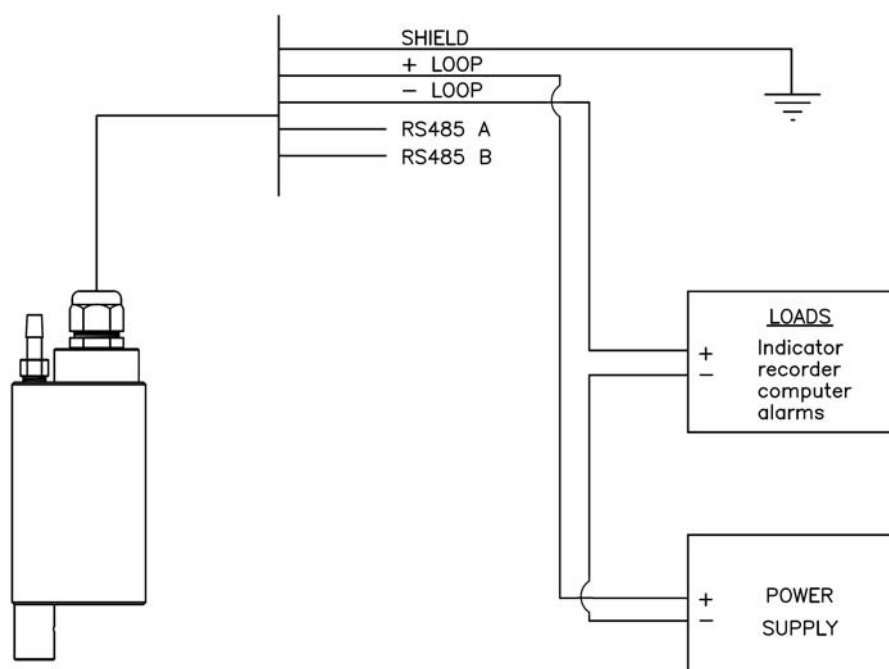 SHIELD
+ LOOP
− LOOP
RS485 A
RS485 B
LOADS
Indicator
recorder
computer
alarms
+
−
POWER
SUPPLY
+
−